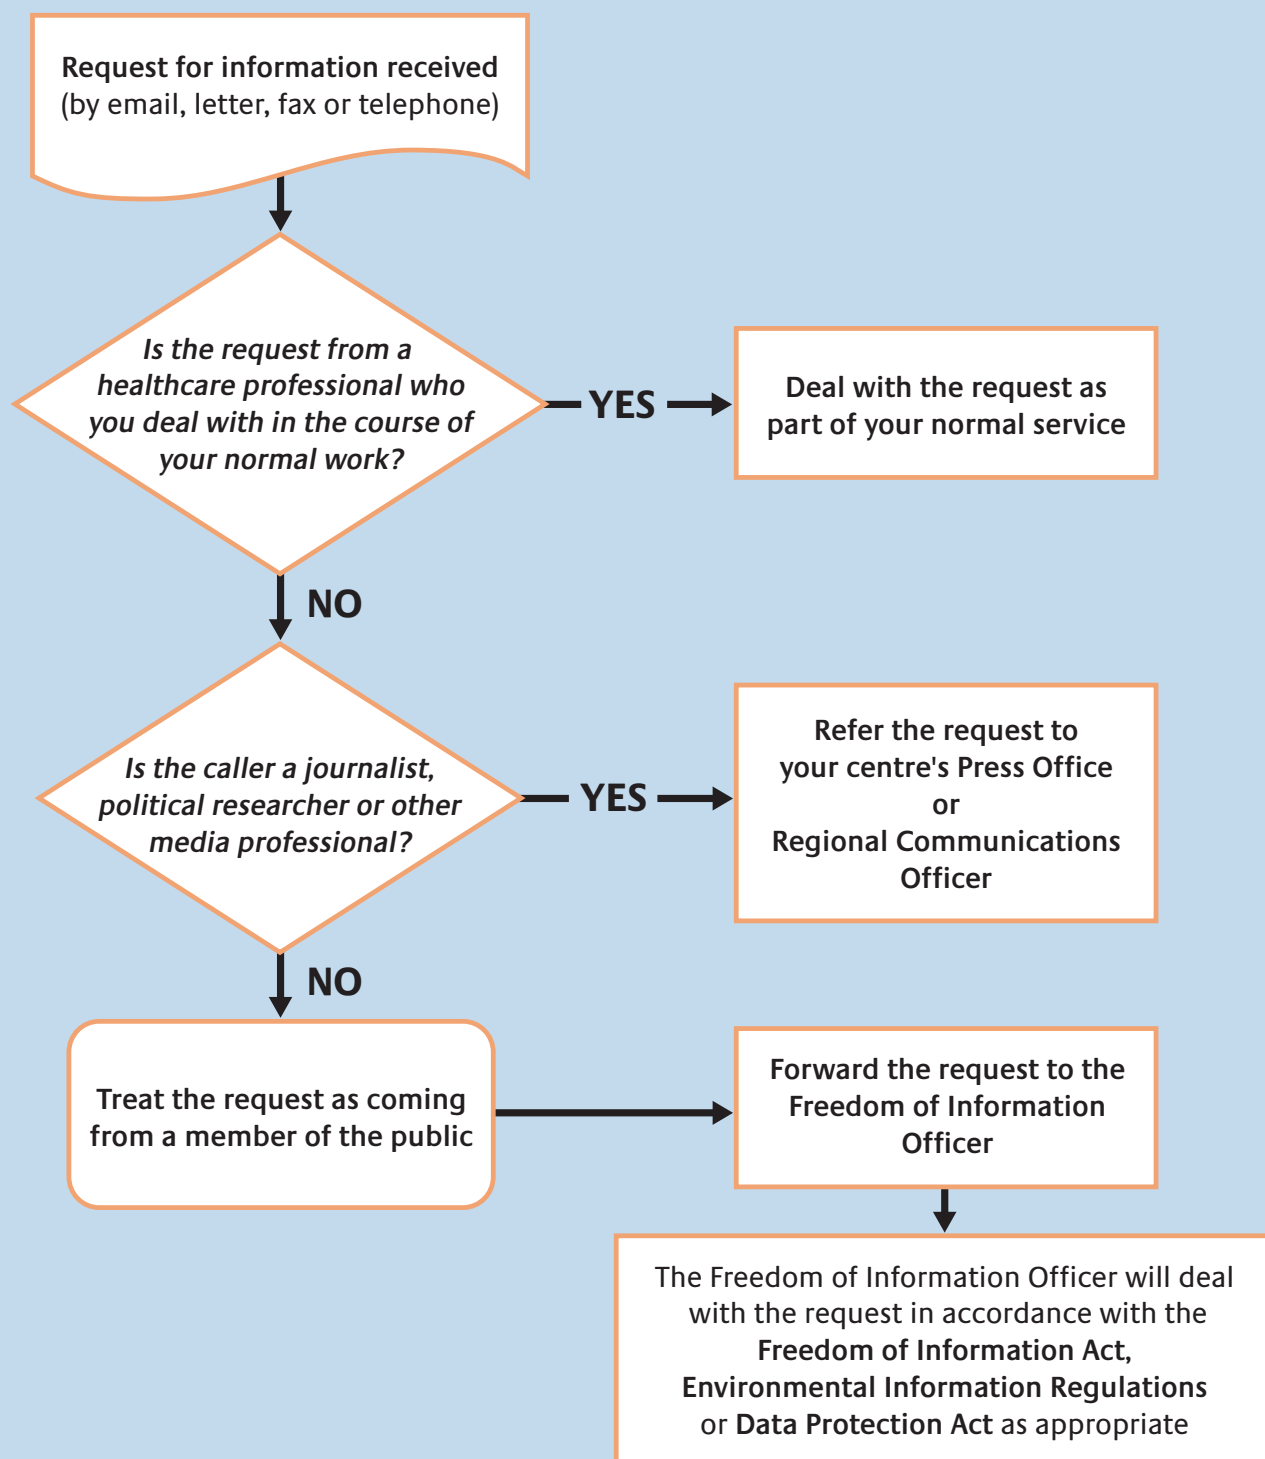 Request for information received
(by email, letter, fax or telephone)
Is the request from a
healthcare professional who
you deal with in the course of
your normal work?
YES
Deal with the request as
part of your normal service
NO
Is the caller a journalist,
political researcher or other
media professional?
YES
Refer the request to
your centre's Press Office
or
Regional Communications
Officer
NO
Treat the request as coming
from a member of the public
Forward the request to the
Freedom of Information
Officer
The Freedom of Information Officer will deal
with the request in accordance with the
Freedom of Information Act,
Environmental Information Regulations
or Data Protection Act as appropriate